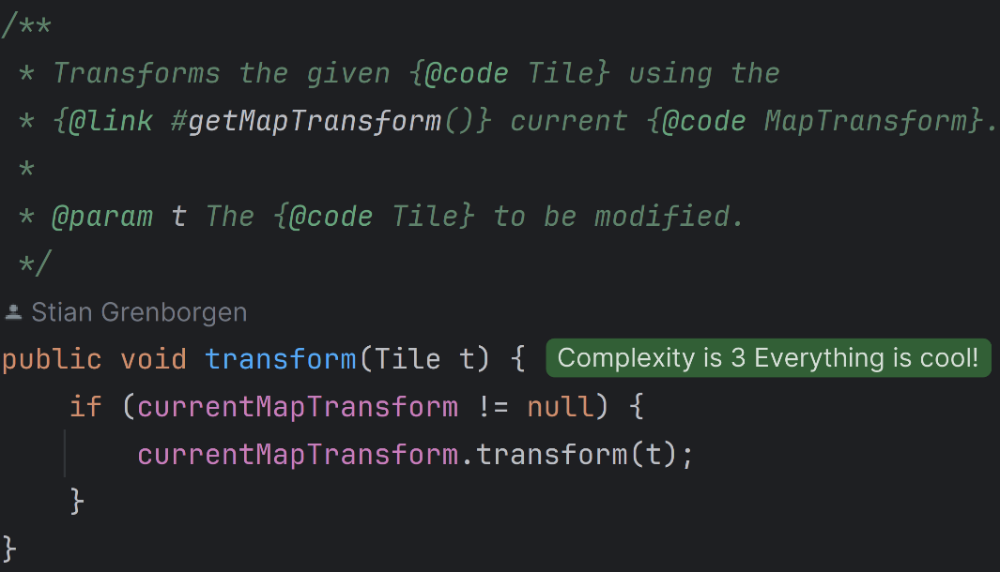 /**
 * Transforms the given {@code Tile} using the
 * {@link #getMapTransform()} current {@code MapTransform}.
 *
 * @param t The {@code Tile} to be modified.
 */
Stian Grenborgen
public void transform(Tile t) { Complexity is 3 Everything is cool!
    if (currentMapTransform != null) {
        currentMapTransform.transform(t);
    }
}